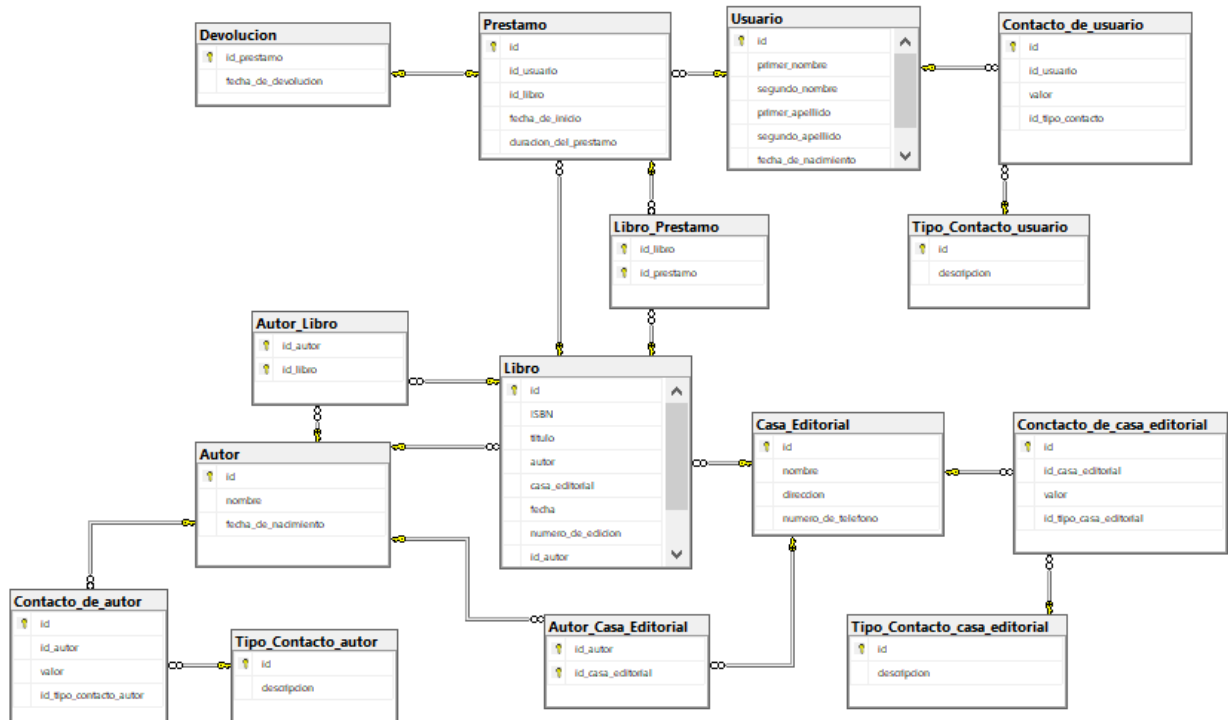 Devolucion
id_prestamo
fecha_de_devolucion
Prestamo
id
id_usuario
id_libro
fecha_de_inicio
duracion_del_prestamo
Usuario
id
primer_nombre
segundo_nombre
primer_apellido
segundo_apellido
fecha_de_nacimiento
Contacto_de_usuario
id
id_usuario
valor
id_tipo_contacto
Libro_Prestamo
id_libro
id_prestamo
Tipo_Contacto_usuario
id
descripcion
Autor_Libro
id_autor
id_libro
Libro
id
ISBN
titulo
autor
casa_editorial
fecha
numero_de_edicion
id_autor
Autor
id
nombre
fecha_de_nacimiento
Casa_Editorial
id
nombre
direccion
numero_de_telefono
Conctacto_de_casa_editorial
id
id_casa_editorial
valor
id_tipo_casa_editorial
Contacto_de_autor
id
id_autor
valor
id_tipo_contacto_autor
Tipo_Contacto_autor
id
descripcion
Autor_Casa_Editorial
id_autor
id_casa_editorial
Tipo_Contacto_casa_editorial
id
descripcion